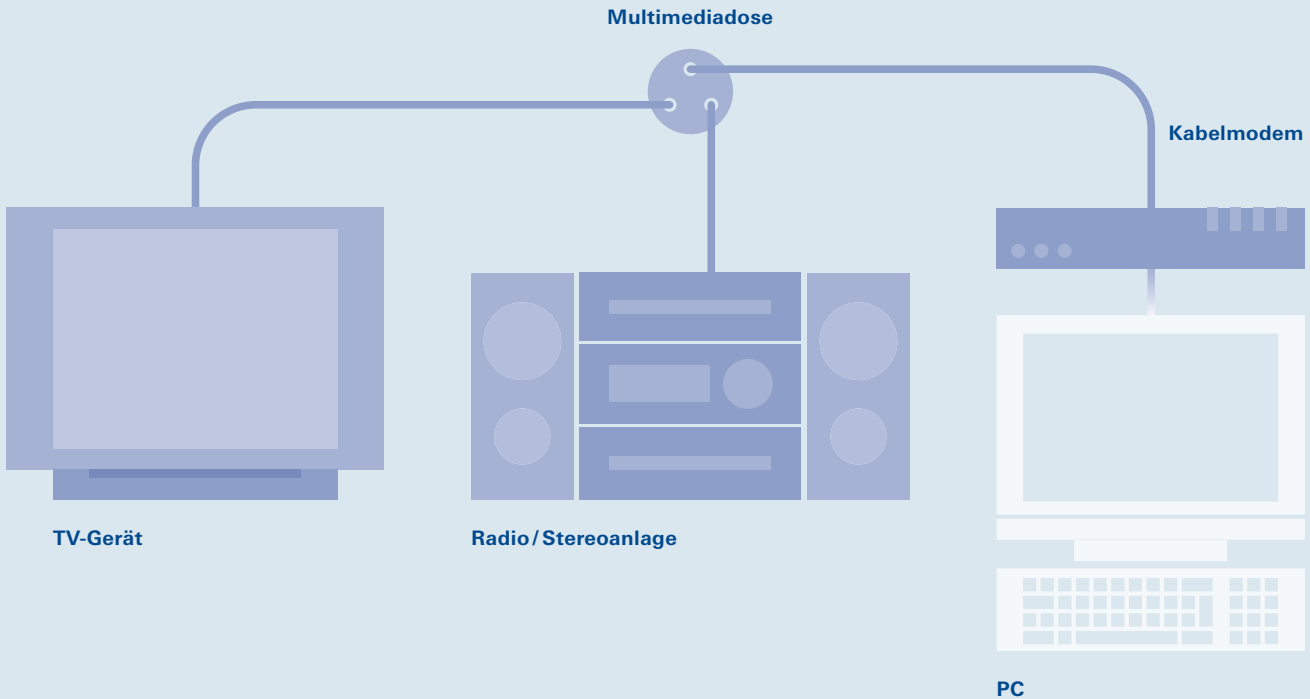 Multimediadose
Kabelmodem
TV-Gerät
Radio/Stereoanlage
PC